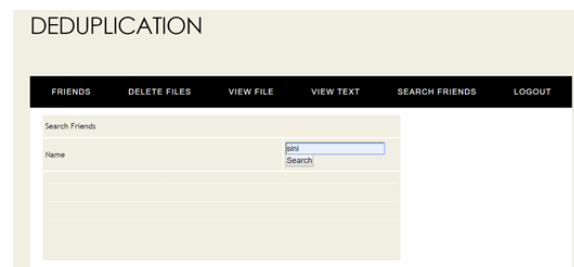 DEDUPLICATION
FRIENDS DELETE FILES VIEW FILE VIEW TEXT SEARCH FRIENDS LOGOUT
Search Friends
Name sini
Search